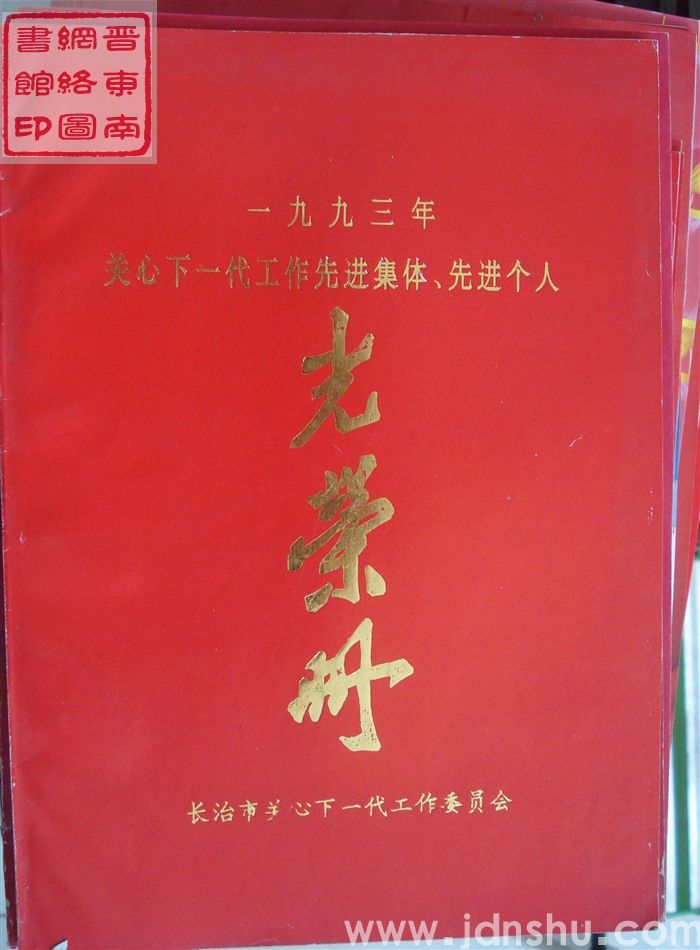 晋東南
網絡圖
書館印
一九九三年
关心下一代工作先进集体、先进个人
光
榮
册
长治市关心下一代工作委员会
www.jdnshu.com